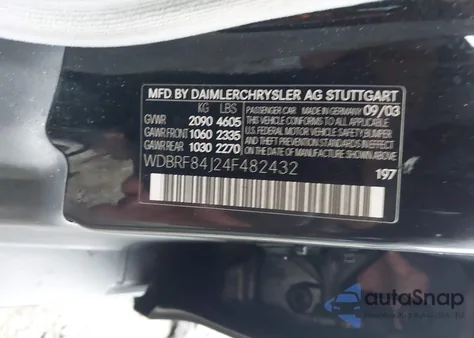 MFD BY DAIMLERCHRYSLER AG STUTTGART
KG LBS
GVWR 2090 4605
GAWR FRONT 1060 2335
GAWR REAR 1030 2270
PASSENGER CAR MADE IN GERMANY 09/03
THIS VEHICLE CONFORMS TO ALL APPLICABLE
U.S. FEDERAL MOTOR VEHICLE SAFETY, BUMPER
AND THEFT PREVENTION STANDARDS IN EFFECT ON
THE DATE OF MANUFACTURE SHOWN ABOVE.
WDBRF84J24F482432
197
autoSnap